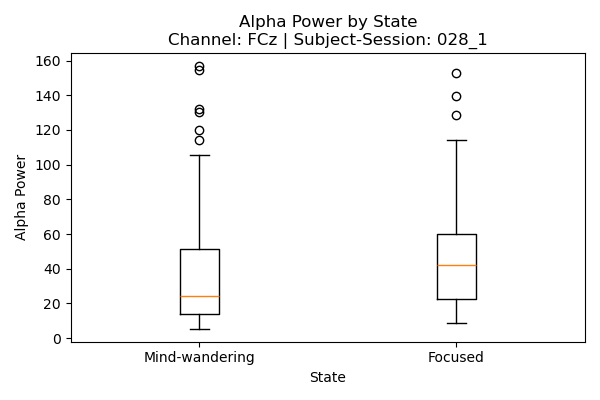 Alpha Power by State
Channel: FCz | Subject-Session: 028_1
160
140
120
100
80
60
40
20
0
Alpha Power
Mind-wandering
Focused
State